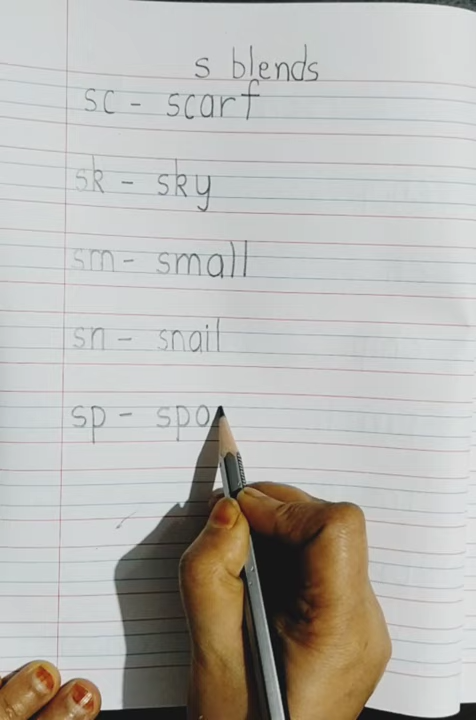 s blends
sc - scarf
sk - sky
sm - small
sn - snail
sp - spo